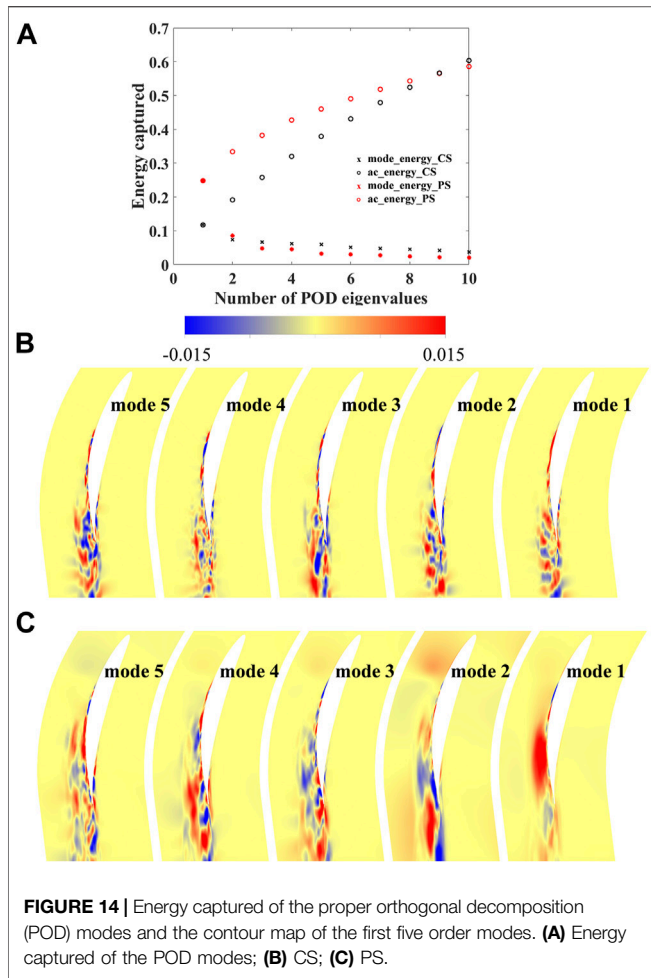 A
0.7
0.6
0.5
0.4
0.3
0.2
0.1
0
Energy captured
x mode_energy_CS
o ac_energy_CS
x mode_energy_PS
o ac_energy_PS
0 2 4 6 8 10
Number of POD eigenvalues
-0.015 0.015
B
mode 5 mode 4 mode 3 mode 2 mode 1
C
mode 5 mode 4 mode 3 mode 2 mode 1
FIGURE 14 | Energy captured of the proper orthogonal decomposition
(POD) modes and the contour map of the first five order modes. (A) Energy
captured of the POD modes; (B) CS; (C) PS.